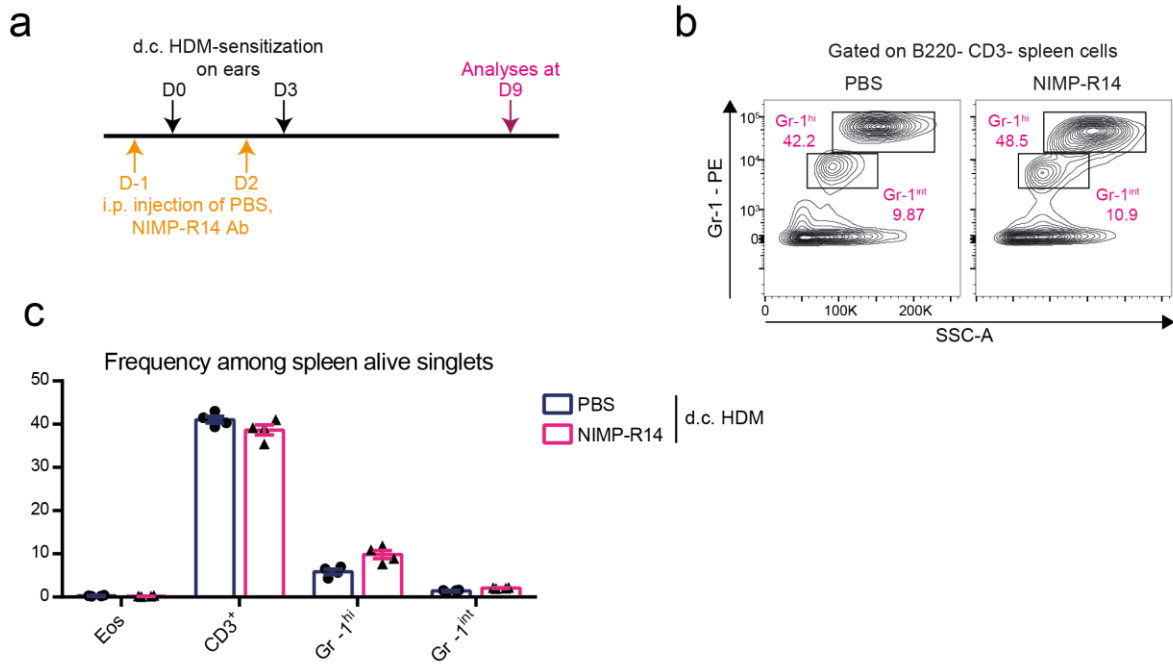 a
d.c. HDM-sensitization
on ears
D0
D3
Analyses at
D9
D-1
D2
i.p. injection of PBS,
NIMP-R14 Ab
b
Gated on B220- CD3- spleen cells
PBS
NIMP-R14
Gr-1 - PE
10⁵
10⁴
10³
0
Gr-1ʰⁱ
42.2
Gr-1ⁱⁿᵗ
9.87
Gr-1ʰⁱ
48.5
Gr-1ⁱⁿᵗ
10.9
0
100K
200K
SSC-A
c
Frequency among spleen alive singlets
50
40
30
20
10
0
Eos
CD3⁺
Gr -1ʰⁱ
Gr -1ⁱⁿᵗ
PBS
NIMP-R14
d.c. HDM